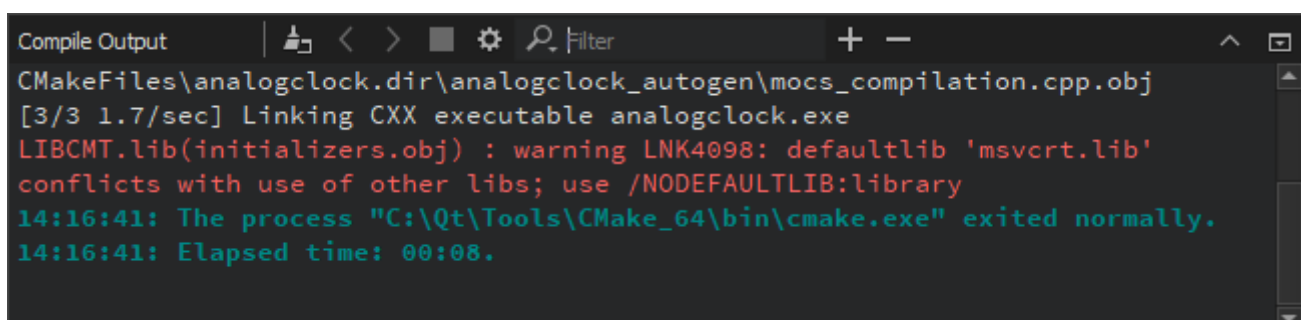 Compile Output Filter
CMakeFiles\analogclock.dir\analogclock_autogen\mocs_compilation.cpp.obj
[3/3 1.7/sec] Linking CXX executable analogclock.exe
LIBCMT.lib(initializers.obj) : warning LNK4098: defaultlib 'msvcrt.lib'
conflicts with use of other libs; use /NODEFAULTLIB:library
14:16:41: The process "C:\Qt\Tools\CMake_64\bin\cmake.exe" exited normally.
14:16:41: Elapsed time: 00:08.